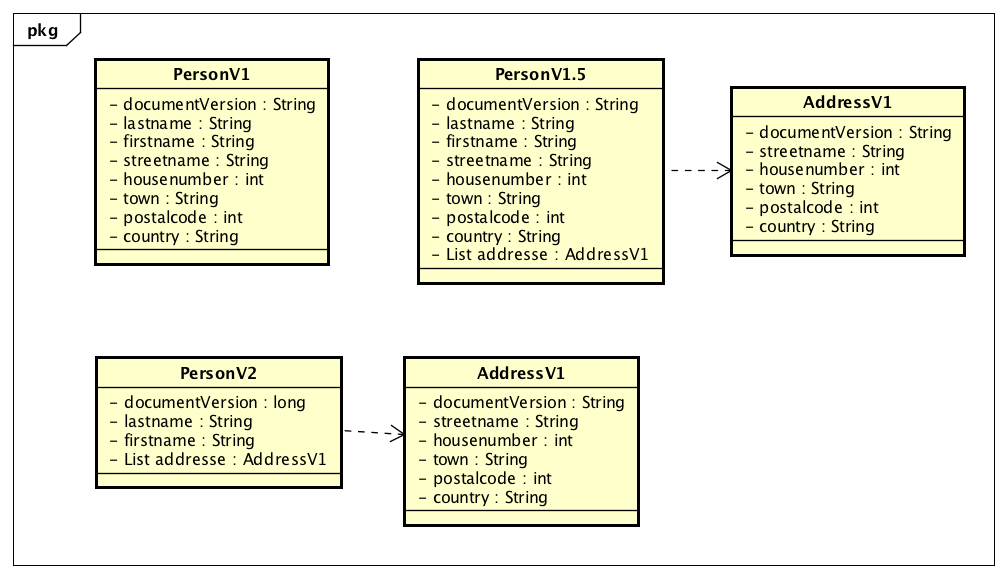 pkg
PersonV1
- documentVersion : String
- lastname : String
- firstname : String
- streetname : String
- housenumber : int
- town : String
- postalcode : int
- country : String
PersonV1.5
- documentVersion : String
- lastname : String
- firstname : String
- streetname : String
- housenumber : int
- town : String
- postalcode : int
- country : String
- List addresse : AddressV1
AddressV1
- documentVersion : String
- streetname : String
- housenumber : int
- town : String
- postalcode : int
- country : String
PersonV2
- documentVersion : long
- lastname : String
- firstname : String
- List addresse : AddressV1
AddressV1
- documentVersion : String
- streetname : String
- housenumber : int
- town : String
- postalcode : int
- country : String